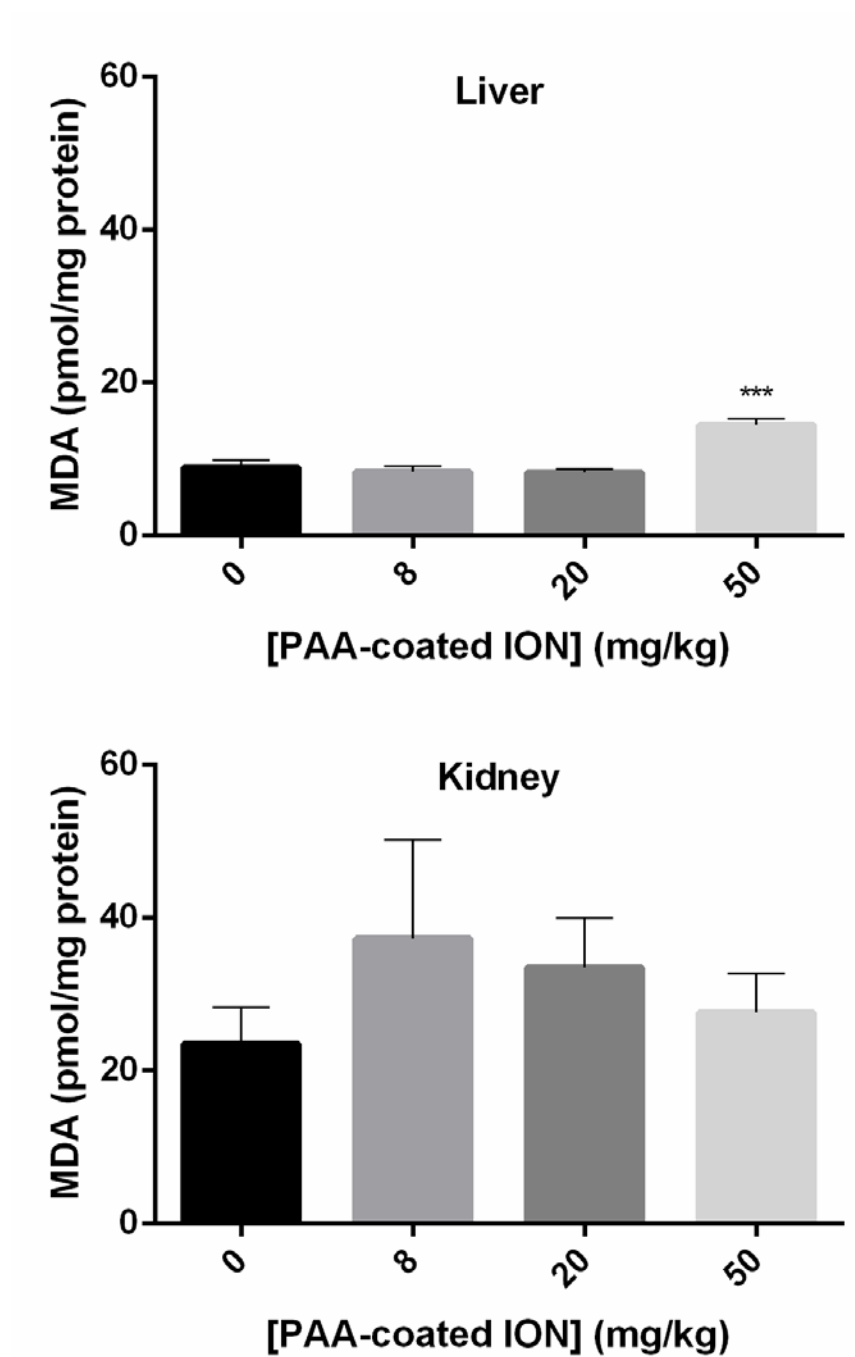 Liver
MDA (pmol/mg protein)
60
40
20
0
***
0 8 20 50
[PAA-coated ION] (mg/kg)
Kidney
MDA (pmol/mg protein)
60
40
20
0
0 8 20 50
[PAA-coated ION] (mg/kg)